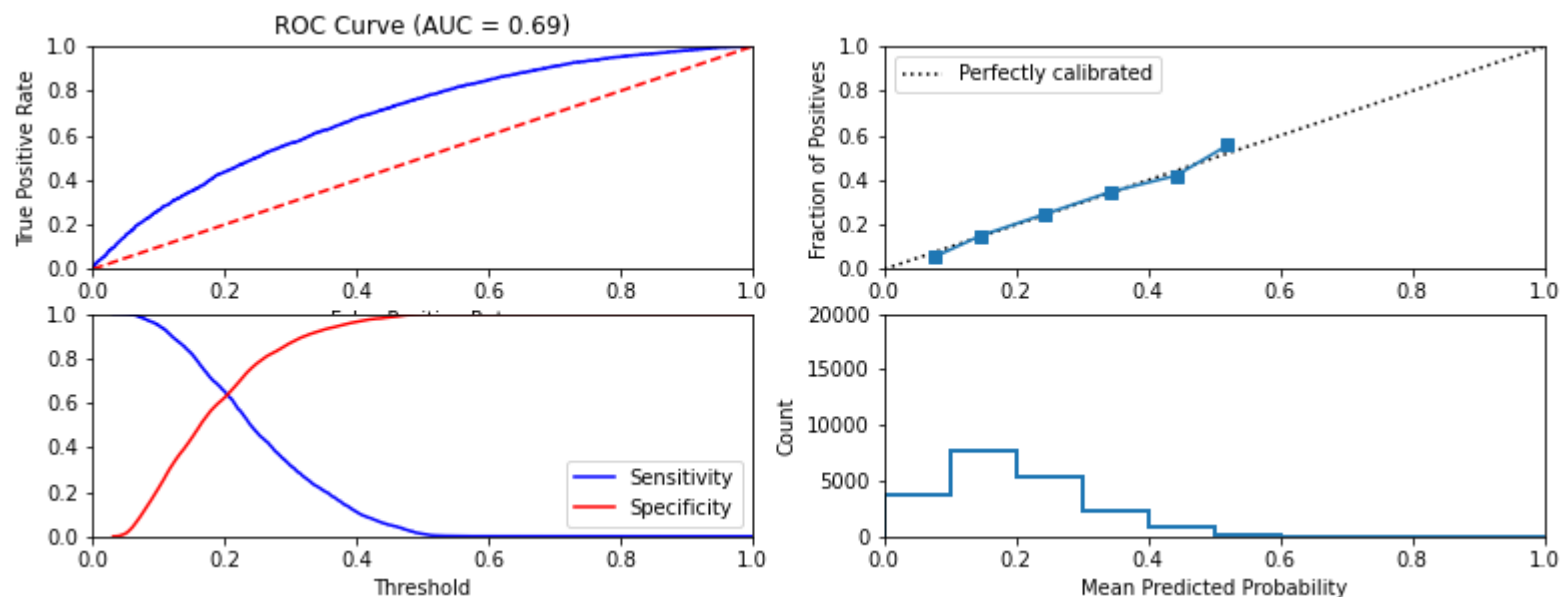 ROC Curve (AUC = 0.69)
True Positive Rate
1.0
0.8
0.6
0.4
0.2
0.0
0.0 0.2 0.4 0.6 0.8 1.0
Fraction of Positives
1.0
0.8
0.6
0.4
0.2
0.0
Perfectly calibrated
0.0 0.2 0.4 0.6 0.8 1.0
1.0
0.8
0.6
0.4
0.2
0.0
Sensitivity
Specificity
0.0 0.2 0.4 0.6 0.8 1.0
Threshold
Count
20000
15000
10000
5000
0
0.0 0.2 0.4 0.6 0.8 1.0
Mean Predicted Probability